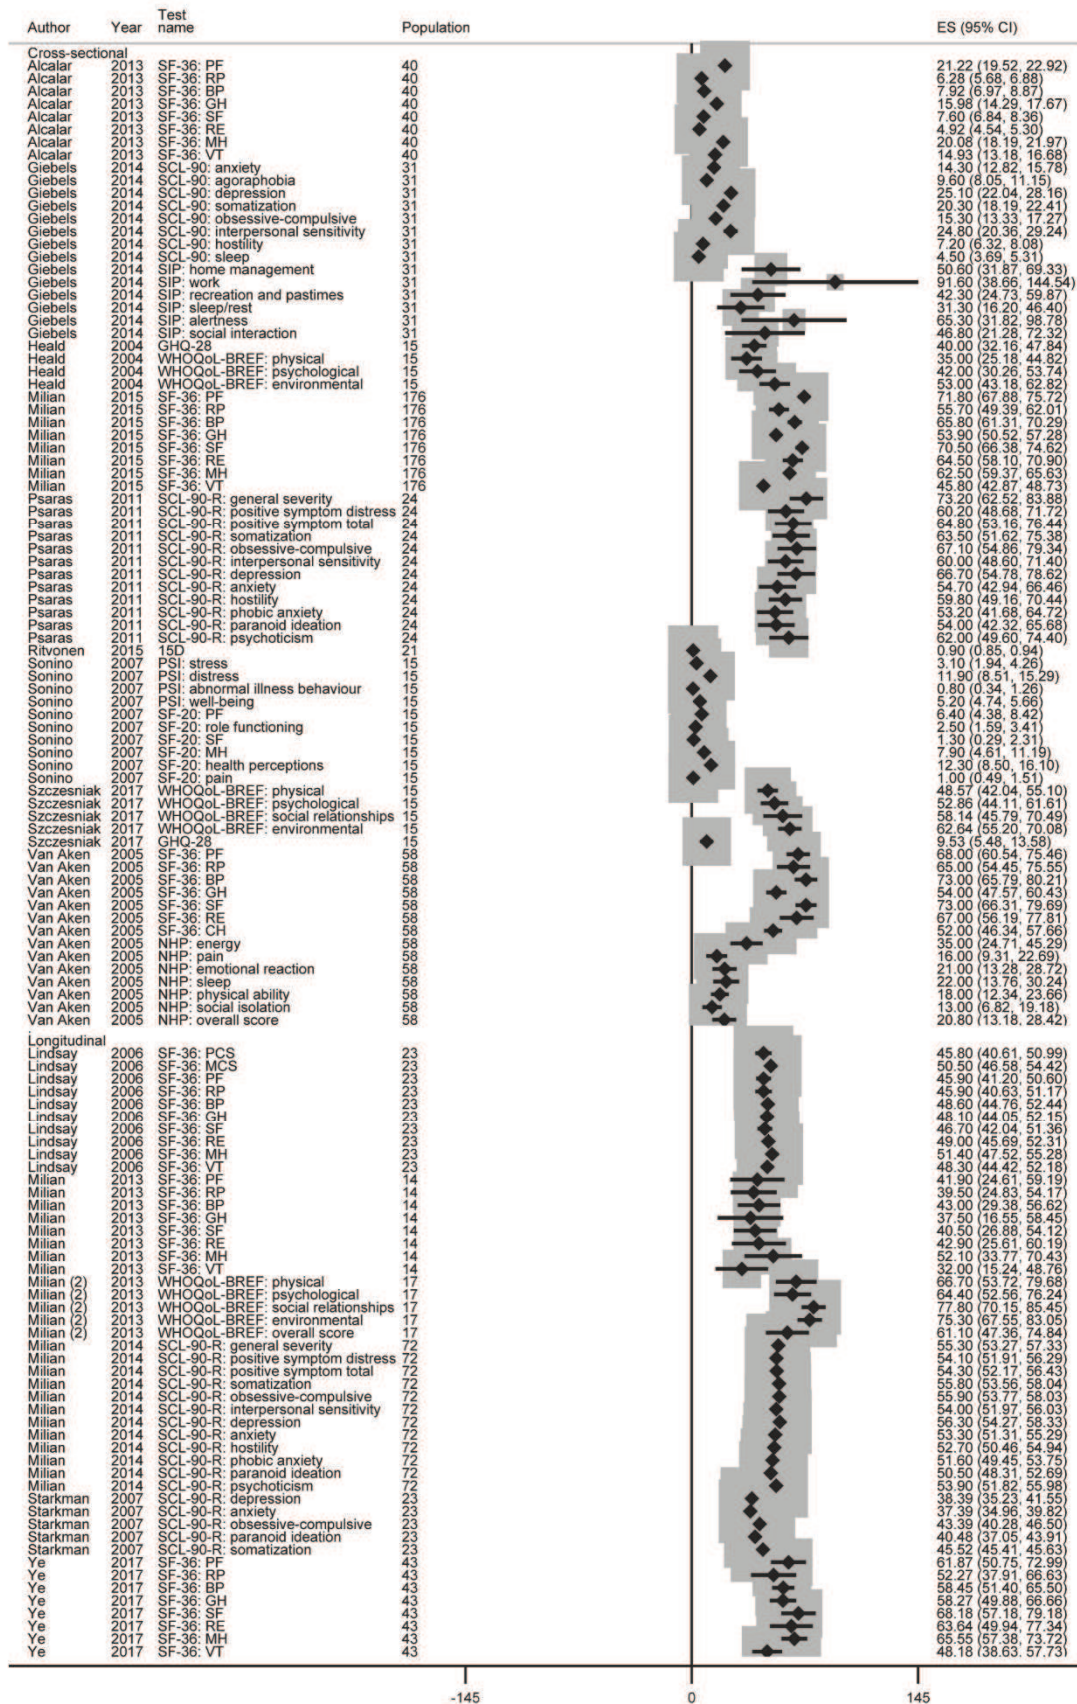 Author Year Test name Population ES (95% CI)
Cross-sectional
Alcalar 2013 SF-36: PF 40 21.22 (19.52, 22.92)
Alcalar 2013 SF-36: RP 40 6.28 (5.68, 6.88)
Alcalar 2013 SF-36: BP 40 7.92 (6.97, 8.87)
Alcalar 2013 SF-36: GH 40 15.98 (14.29, 17.67)
Alcalar 2013 SF-36: SF 40 7.60 (6.84, 8.36)
Alcalar 2013 SF-36: RE 40 4.92 (4.54, 5.30)
Alcalar 2013 SF-36: MH 40 20.08 (18.19, 21.97)
Alcalar 2013 SF-36: VT 40 14.93 (13.18, 16.68)
Giebels 2014 SCL-90: anxiety 31 14.30 (12.82, 15.78)
Giebels 2014 SCL-90: agoraphobia 31 9.60 (8.05, 11.15)
Giebels 2014 SCL-90: depression 31 25.10 (22.04, 28.16)
Giebels 2014 SCL-90: somatization 31 20.30 (18.19, 22.41)
Giebels 2014 SCL-90: obsessive-compulsive 31 15.30 (13.33, 17.27)
Giebels 2014 SCL-90: interpersonal sensitivity 31 24.80 (20.36, 29.24)
Giebels 2014 SCL-90: hostility 31 7.20 (6.32, 8.08)
Giebels 2014 SCL-90: sleep 31 4.50 (3.69, 5.31)
Giebels 2014 SIP: home management 31 50.60 (31.87, 69.33)
Giebels 2014 SIP: work 31 91.60 (38.66, 144.54)
Giebels 2014 SIP: recreation and pastimes 31 42.30 (24.73, 59.87)
Giebels 2014 SIP: sleep/rest 31 31.30 (16.20, 46.40)
Giebels 2014 SIP: alertness 31 65.30 (31.82, 98.78)
Giebels 2014 SIP: social interaction 31 46.80 (21.28, 72.32)
Heald 2004 GHQ-28 15 40.00 (32.16, 47.84)
Heald 2004 WHOQoL-BREF: physical 15 35.00 (25.18, 44.82)
Heald 2004 WHOQoL-BREF: psychological 15 42.00 (30.26, 53.74)
Heald 2004 WHOQoL-BREF: environmental 15 53.00 (43.18, 62.82)
Milian 2015 SF-36: PF 176 71.80 (67.88, 75.72)
Milian 2015 SF-36: RP 176 55.70 (49.39, 62.01)
Milian 2015 SF-36: BP 176 65.80 (61.31, 70.29)
Milian 2015 SF-36: GH 176 53.90 (50.52, 57.28)
Milian 2015 SF-36: SF 176 70.50 (66.38, 74.62)
Milian 2015 SF-36: RE 176 64.50 (58.10, 70.90)
Milian 2015 SF-36: MH 176 62.50 (59.37, 65.63)
Milian 2015 SF-36: VT 176 45.80 (42.87, 48.73)
Psaras 2011 SCL-90-R: general severity 24 73.20 (62.52, 83.88)
Psaras 2011 SCL-90-R: positive symptom distress 24 60.20 (48.68, 71.72)
Psaras 2011 SCL-90-R: positive symptom total 24 64.80 (53.16, 76.44)
Psaras 2011 SCL-90-R: somatization 24 63.50 (51.62, 75.38)
Psaras 2011 SCL-90-R: obsessive-compulsive 24 67.10 (54.86, 79.34)
Psaras 2011 SCL-90-R: interpersonal sensitivity 24 60.00 (48.60, 71.40)
Psaras 2011 SCL-90-R: depression 24 66.70 (54.78, 78.62)
Psaras 2011 SCL-90-R: anxiety 24 54.70 (42.94, 66.46)
Psaras 2011 SCL-90-R: hostility 24 59.80 (49.16, 70.44)
Psaras 2011 SCL-90-R: phobic anxiety 24 53.20 (41.68, 64.72)
Psaras 2011 SCL-90-R: paranoid ideation 24 54.00 (42.32, 65.68)
Psaras 2011 SCL-90-R: psychoticism 24 62.00 (49.60, 74.40)
Ritvonen 2015 15D 21 0.90 (0.85, 0.94)
Sonino 2007 PSI: stress 15 3.10 (1.94, 4.26)
Sonino 2007 PSI: distress 15 11.90 (8.51, 15.29)
Sonino 2007 PSI: abnormal illness behaviour 15 0.80 (0.34, 1.26)
Sonino 2007 PSI: well-being 15 5.20 (4.74, 5.66)
Sonino 2007 SF-20: PF 15 6.40 (4.38, 8.42)
Sonino 2007 SF-20: role functioning 15 2.50 (1.59, 3.41)
Sonino 2007 SF-20: SF 15 1.30 (0.29, 2.31)
Sonino 2007 SF-20: MH 15 7.90 (4.61, 11.19)
Sonino 2007 SF-20: health perceptions 15 12.30 (8.50, 16.10)
Sonino 2007 SF-20: pain 15 1.00 (0.49, 1.51)
Szczesniak 2017 WHOQoL-BREF: physical 15 48.57 (42.04, 55.10)
Szczesniak 2017 WHOQoL-BREF: psychological 15 52.86 (44.11, 61.61)
Szczesniak 2017 WHOQoL-BREF: social relationships 15 58.14 (45.79, 70.49)
Szczesniak 2017 WHOQoL-BREF: environmental 15 62.64 (55.20, 70.08)
Szczesniak 2017 GHQ-28 15 9.53 (5.48, 13.58)
Van Aken 2005 SF-36: PF 58 68.00 (60.54, 75.46)
Van Aken 2005 SF-36: RP 58 65.00 (54.45, 75.55)
Van Aken 2005 SF-36: BP 58 73.00 (65.79, 80.21)
Van Aken 2005 SF-36: GH 58 54.00 (47.57, 60.43)
Van Aken 2005 SF-36: SF 58 73.00 (66.31, 79.69)
Van Aken 2005 SF-36: RE 58 67.00 (56.19, 77.81)
Van Aken 2005 SF-36: CH 58 52.00 (46.34, 57.66)
Van Aken 2005 NHP: energy 58 35.00 (24.71, 45.29)
Van Aken 2005 NHP: pain 58 16.00 (9.31, 22.69)
Van Aken 2005 NHP: emotional reaction 58 21.00 (13.28, 28.72)
Van Aken 2005 NHP: sleep 58 22.00 (13.76, 30.24)
Van Aken 2005 NHP: physical ability 58 18.00 (12.34, 23.66)
Van Aken 2005 NHP: social isolation 58 13.00 (6.82, 19.18)
Van Aken 2005 NHP: overall score 58 20.80 (13.18, 28.42)
.
Longitudinal
Lindsay 2006 SF-36: PCS 23 45.80 (40.61, 50.99)
Lindsay 2006 SF-36: MCS 23 50.50 (46.58, 54.42)
Lindsay 2006 SF-36: PF 23 45.90 (41.20, 50.60)
Lindsay 2006 SF-36: RP 23 45.90 (40.63, 51.17)
Lindsay 2006 SF-36: BP 23 48.60 (44.76, 52.44)
Lindsay 2006 SF-36: GH 23 48.10 (44.05, 52.15)
Lindsay 2006 SF-36: SF 23 46.70 (42.04, 51.36)
Lindsay 2006 SF-36: RE 23 49.00 (45.69, 52.31)
Lindsay 2006 SF-36: MH 23 51.40 (47.52, 55.28)
Lindsay 2006 SF-36: VT 23 48.30 (44.42, 52.18)
Milian 2013 SF-36: PF 14 41.90 (24.61, 59.19)
Milian 2013 SF-36: RP 14 39.50 (24.83, 54.17)
Milian 2013 SF-36: BP 14 43.00 (29.38, 56.62)
Milian 2013 SF-36: GH 14 37.50 (16.55, 58.45)
Milian 2013 SF-36: SF 14 40.50 (26.88, 54.12)
Milian 2013 SF-36: RE 14 42.90 (25.61, 60.19)
Milian 2013 SF-36: MH 14 52.10 (33.77, 70.43)
Milian 2013 SF-36: VT 14 32.00 (15.24, 48.76)
Milian (2) 2013 WHOQoL-BREF: physical 17 66.70 (53.72, 79.68)
Milian (2) 2013 WHOQoL-BREF: psychological 17 64.40 (52.56, 76.24)
Milian (2) 2013 WHOQoL-BREF: social relationships 17 77.80 (70.15, 85.45)
Milian (2) 2013 WHOQoL-BREF: environmental 17 75.30 (67.55, 83.05)
Milian (2) 2013 WHOQoL-BREF: overall score 17 61.10 (47.36, 74.84)
Milian 2014 SCL-90-R: general severity 72 55.30 (53.27, 57.33)
Milian 2014 SCL-90-R: positive symptom distress 72 54.10 (51.91, 56.29)
Milian 2014 SCL-90-R: positive symptom total 72 54.30 (52.17, 56.43)
Milian 2014 SCL-90-R: somatization 72 55.80 (53.56, 58.04)
Milian 2014 SCL-90-R: obsessive-compulsive 72 55.90 (53.77, 58.03)
Milian 2014 SCL-90-R: interpersonal sensitivity 72 54.00 (51.97, 56.03)
Milian 2014 SCL-90-R: depression 72 56.30 (54.27, 58.33)
Milian 2014 SCL-90-R: anxiety 72 53.30 (51.31, 55.29)
Milian 2014 SCL-90-R: hostility 72 52.70 (50.46, 54.94)
Milian 2014 SCL-90-R: phobic anxiety 72 51.60 (49.45, 53.75)
Milian 2014 SCL-90-R: paranoid ideation 72 50.50 (48.31, 52.69)
Milian 2014 SCL-90-R: psychoticism 72 53.90 (51.82, 55.98)
Starkman 2007 SCL-90-R: depression 23 38.39 (35.23, 41.55)
Starkman 2007 SCL-90-R: anxiety 23 37.39 (34.96, 39.82)
Starkman 2007 SCL-90-R: obsessive-compulsive 23 43.39 (40.28, 46.50)
Starkman 2007 SCL-90-R: paranoid ideation 23 40.48 (37.05, 43.91)
Starkman 2007 SCL-90-R: somatization 23 45.52 (45.41, 45.63)
Ye 2017 SF-36: PF 43 61.87 (50.75, 72.99)
Ye 2017 SF-36: RP 43 52.27 (37.91, 66.63)
Ye 2017 SF-36: BP 43 58.45 (51.40, 65.50)
Ye 2017 SF-36: GH 43 58.27 (49.88, 66.66)
Ye 2017 SF-36: SF 43 68.18 (57.18, 79.18)
Ye 2017 SF-36: RE 43 63.64 (49.94, 77.34)
Ye 2017 SF-36: MH 43 65.55 (57.38, 73.72)
Ye 2017 SF-36: VT 43 48.18 (38.63, 57.73)
-145 0 145